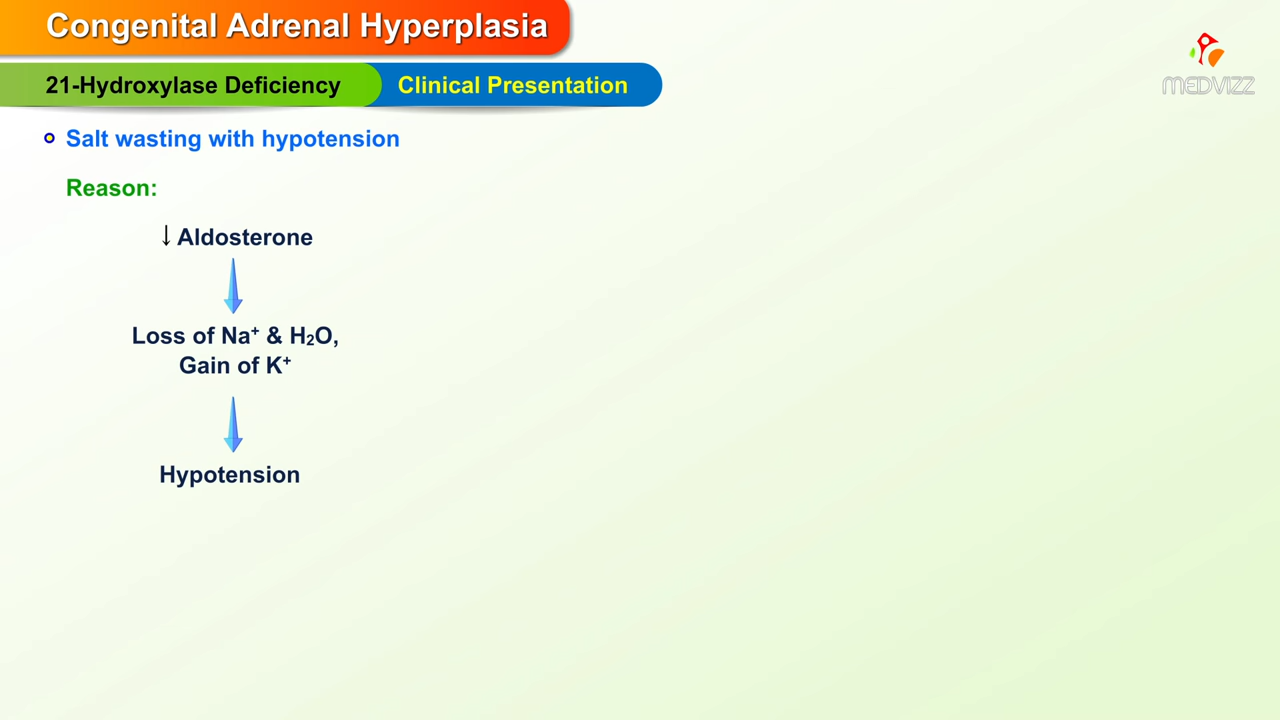 Congenital Adrenal Hyperplasia
21-Hydroxylase Deficiency
Clinical Presentation
MEDVIZZ
Salt wasting with hypotension
Reason:
↓ Aldosterone
Loss of Na⁺ & H₂O,
Gain of K⁺
Hypotension